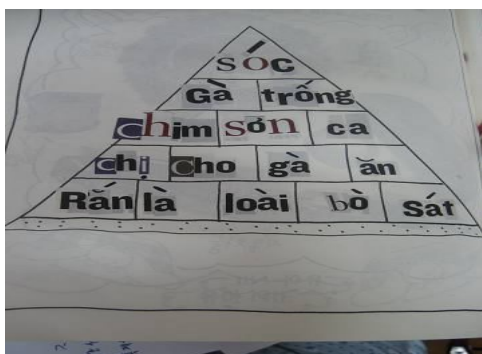 sóc
Gà trống
chim sơn ca
chị cho gà ăn
Rắn là loài bò sát